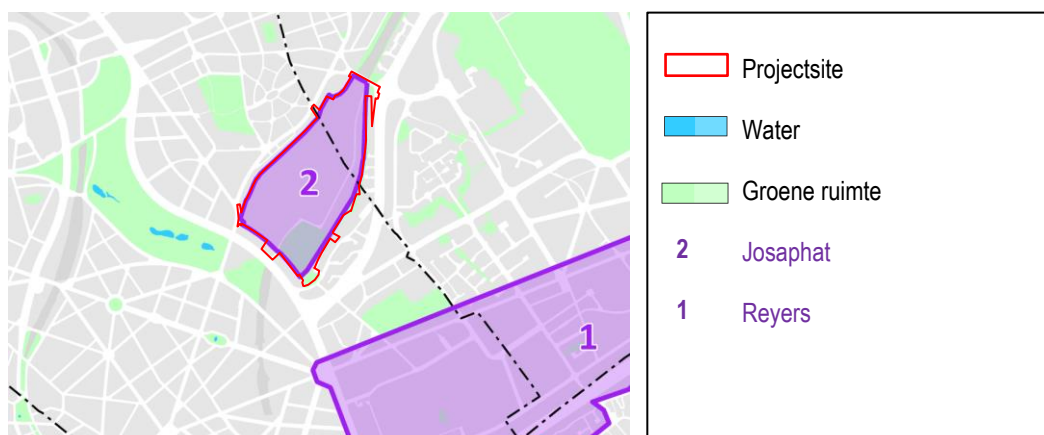 2
1
Projectsite
Water
Groene ruimte
2 Josaphat
1 Reyers